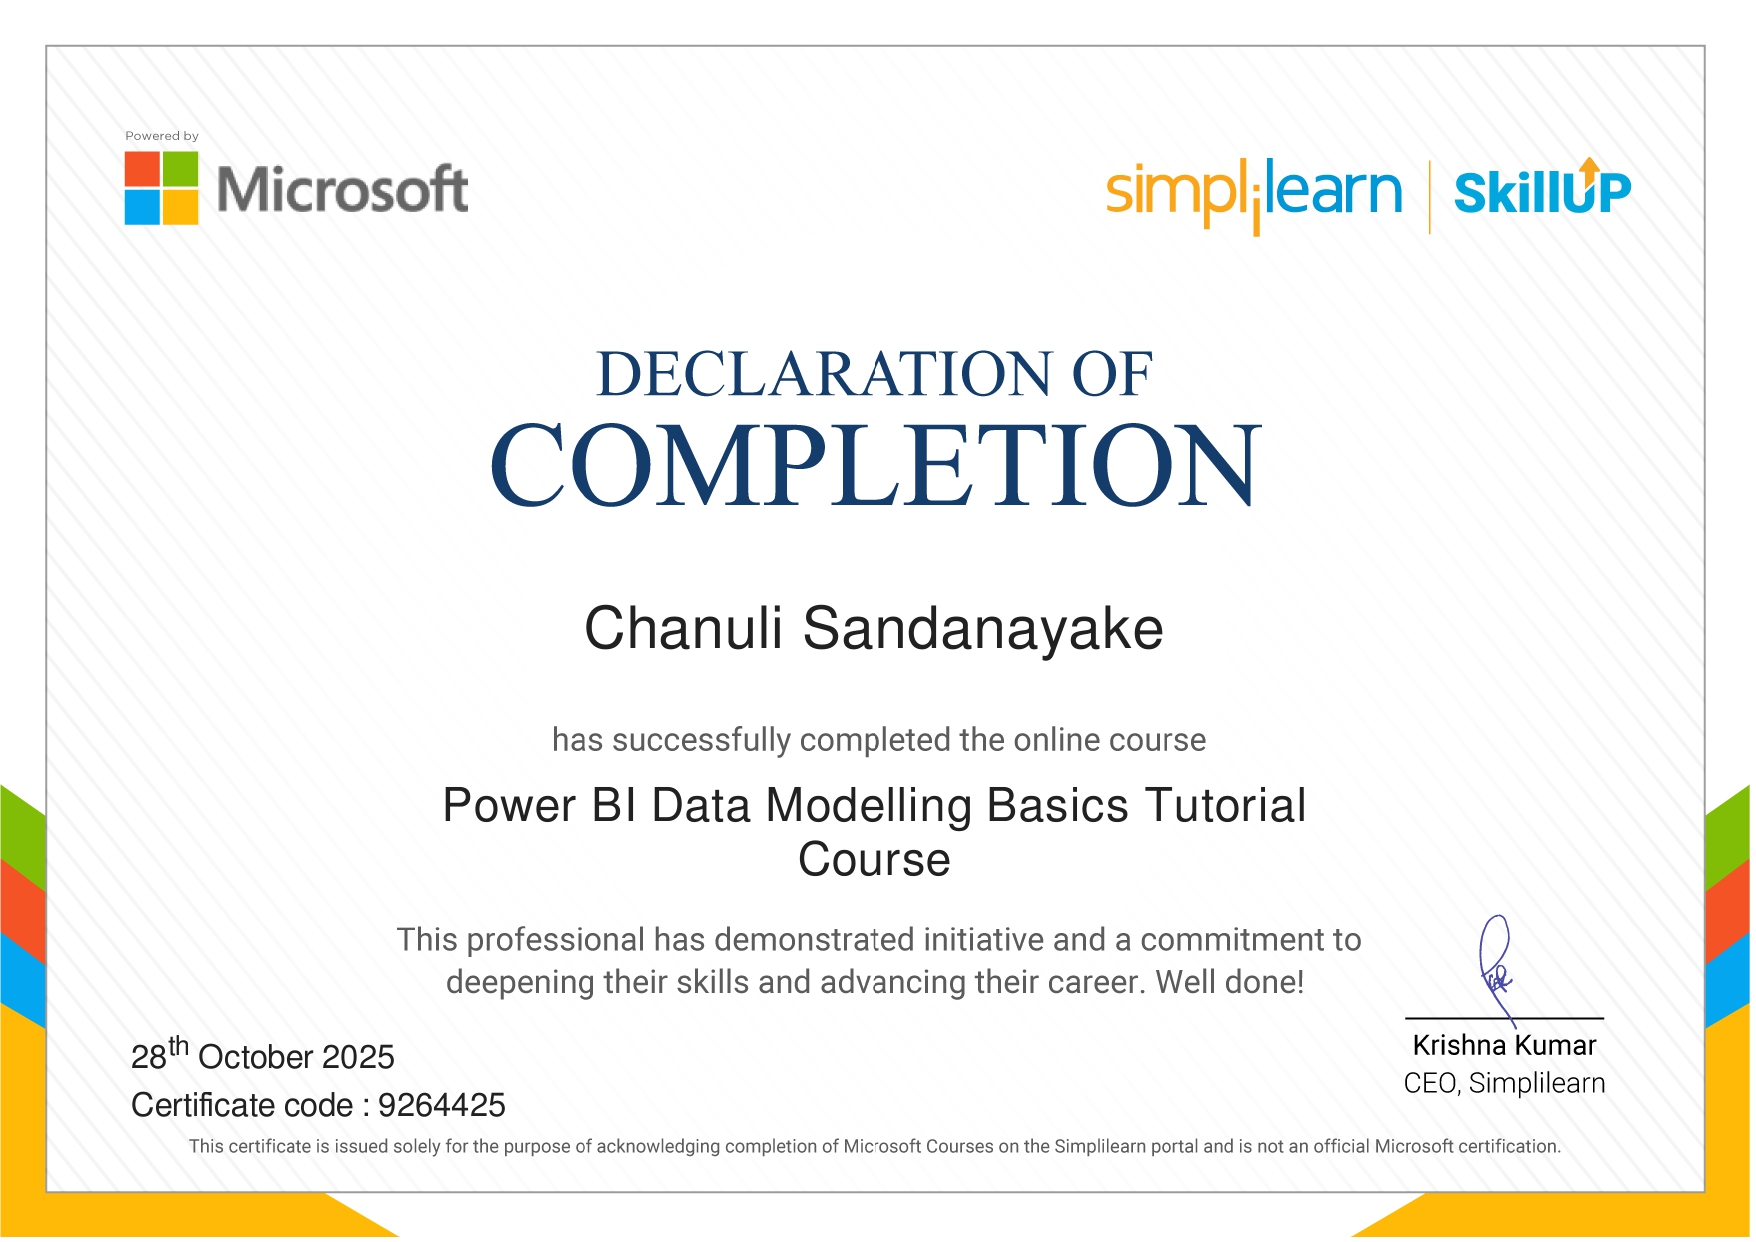 Powered by
Microsoft
simplilearn | SkillUP
DECLARATION OF
COMPLETION
Chanuli Sandanayake
has successfully completed the online course
Power BI Data Modelling Basics Tutorial
Course
This professional has demonstrated initiative and a commitment to
deepening their skills and advancing their career. Well done!
28th October 2025
Certificate code : 9264425
Krishna Kumar
CEO, Simplilearn
This certificate is issued solely for the purpose of acknowledging completion of Microsoft Courses on the Simplilearn portal and is not an official Microsoft certification.